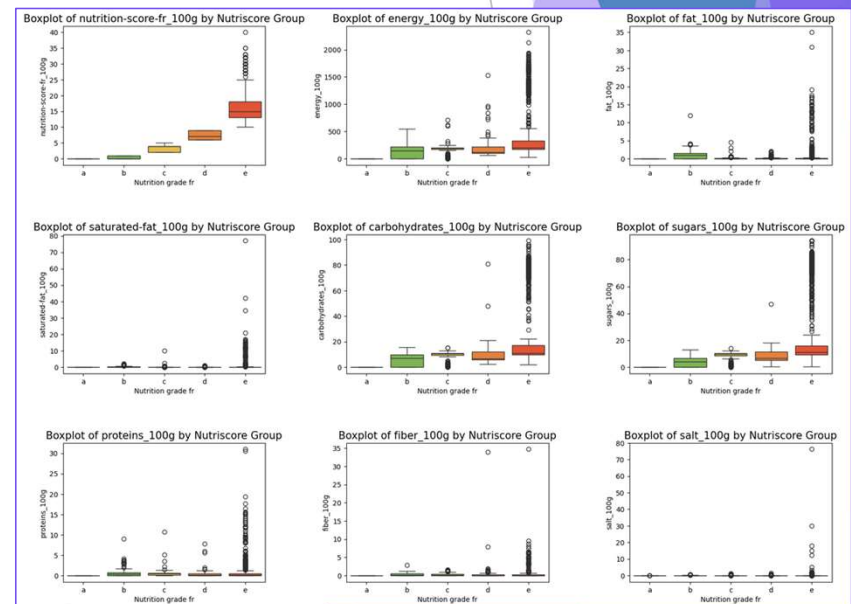 Boxplot of nutrition-score-fr_100g by Nutriscore Group
nutrition-score-fr_100g
40
35
30
25
20
15
10
5
0
a b c d e
Nutrition grade fr
Boxplot of energy_100g by Nutriscore Group
energy_100g
2000
1500
1000
500
0
a b c d e
Nutrition grade fr
Boxplot of fat_100g by Nutriscore Group
fat_100g
35
30
25
20
15
10
5
0
a b c d e
Nutrition grade fr
Boxplot of saturated-fat_100g by Nutriscore Group
saturated-fat_100g
80
70
60
50
40
30
20
10
0
a b c d e
Nutrition grade fr
Boxplot of carbohydrates_100g by Nutriscore Group
carbohydrates_100g
100
80
60
40
20
0
a b c d e
Nutrition grade fr
Boxplot of sugars_100g by Nutriscore Group
sugars_100g
80
60
40
20
0
a b c d e
Nutrition grade fr
Boxplot of proteins_100g by Nutriscore Group
proteins_100g
30
25
20
15
10
5
0
a b c d e
Nutrition grade fr
Boxplot of fiber_100g by Nutriscore Group
fiber_100g
35
30
25
20
15
10
5
0
a b c d e
Nutrition grade fr
Boxplot of salt_100g by Nutriscore Group
salt_100g
80
70
60
50
40
30
20
10
0
a b c d e
Nutrition grade fr